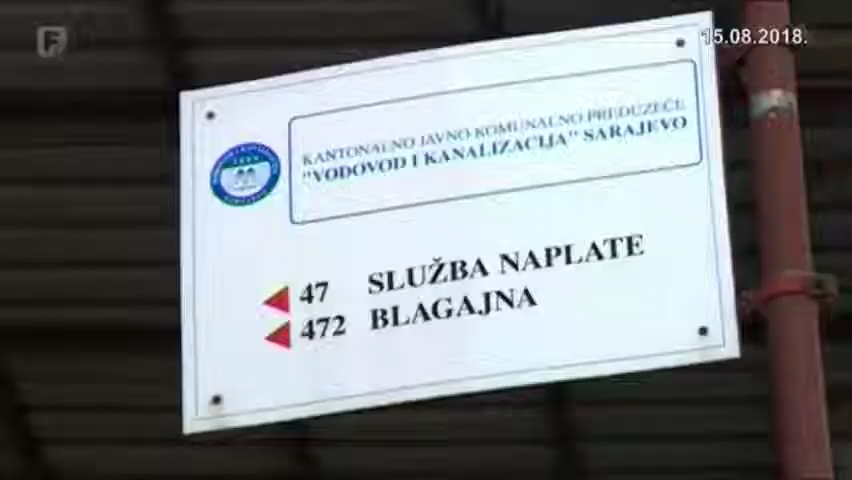 15.08.2018.
KANTONALNO JAVNO KOMUNALNO PREDUZEĆE
"VODOVOD I KANALIZACIJA" SARAJEVO
47 SLUŽBA NAPLATE
472 BLAGAJNA